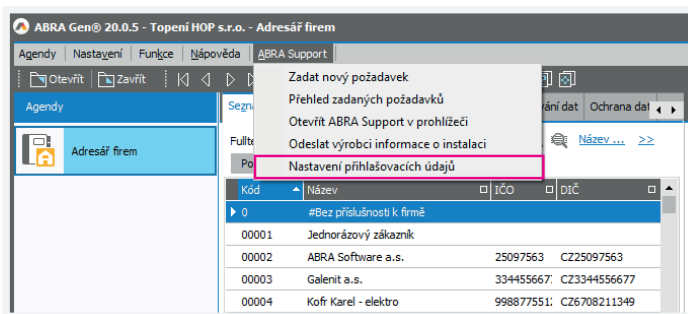 ABRA Gen® 20.0.5 - Topení HOP s.r.o. - Adresář firem
Agendy Nastavení Funkce Nápověda ABRA Support
Otevřít Zavřít
Zadat nový požadavek
Přehled zadaných požadavků
Otevřít ABRA Support v prohlížeči
Odeslat výrobci informace o instalaci
Nastavení přihlašovacích údajů
Agendy
Adresář firem
dat Ochrana dat
Název ... >>
Kód Název IČO DIČ
0 #Bez příslušnosti k firmě
00001 Jednorázový zákazník
00002 ABRA Software a.s. 25097563 CZ25097563
00003 Galenit a.s. 3344556677 CZ3344556677
00004 Kofr Karel - elektro 998877551 CZ6708211349